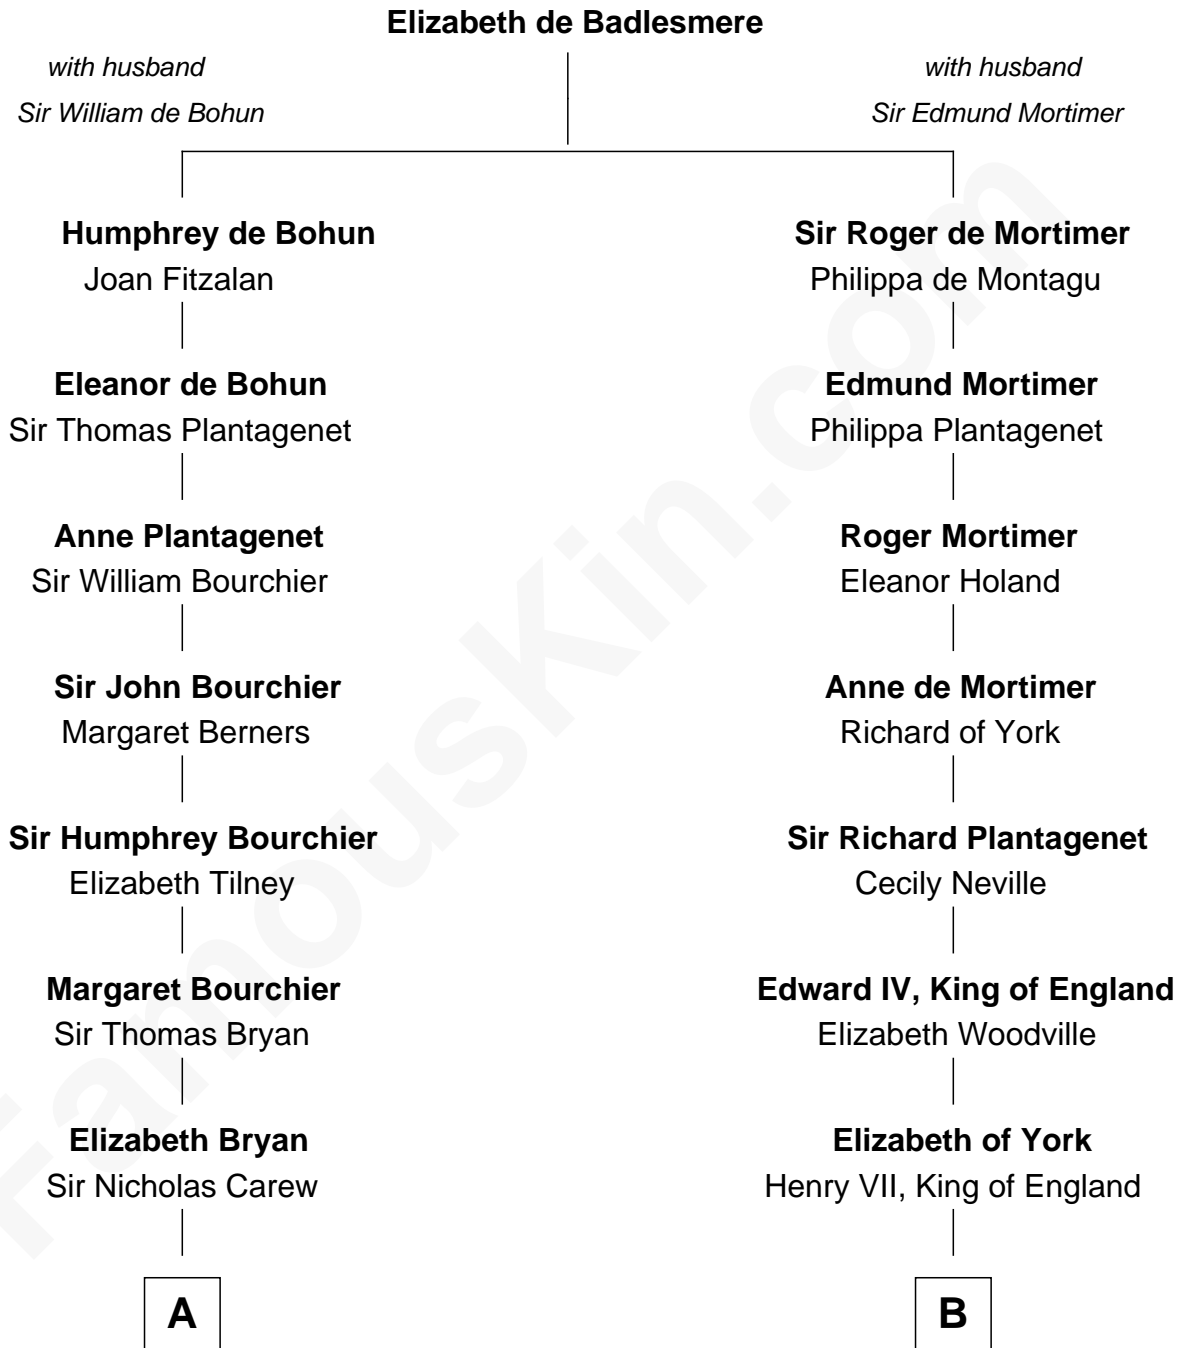 Elizabeth de Badlesmere
with husband
Sir William de Bohun
with husband
Sir Edmund Mortimer
Humphrey de Bohun
Joan Fitzalan
Sir Roger de Mortimer
Philippa de Montagu
Eleanor de Bohun
Sir Thomas Plantagenet
Edmund Mortimer
Philippa Plantagenet
Anne Plantagenet
Sir William Bourchier
Roger Mortimer
Eleanor Holand
Sir John Bourchier
Margaret Berners
Anne de Mortimer
Richard of York
Sir Humphrey Bourchier
Elizabeth Tilney
Sir Richard Plantagenet
Cecily Neville
Margaret Bourchier
Sir Thomas Bryan
Edward IV, King of England
Elizabeth Woodville
Elizabeth Bryan
Sir Nicholas Carew
Elizabeth of York
Henry VII, King of England
A
B
FamousKin.com